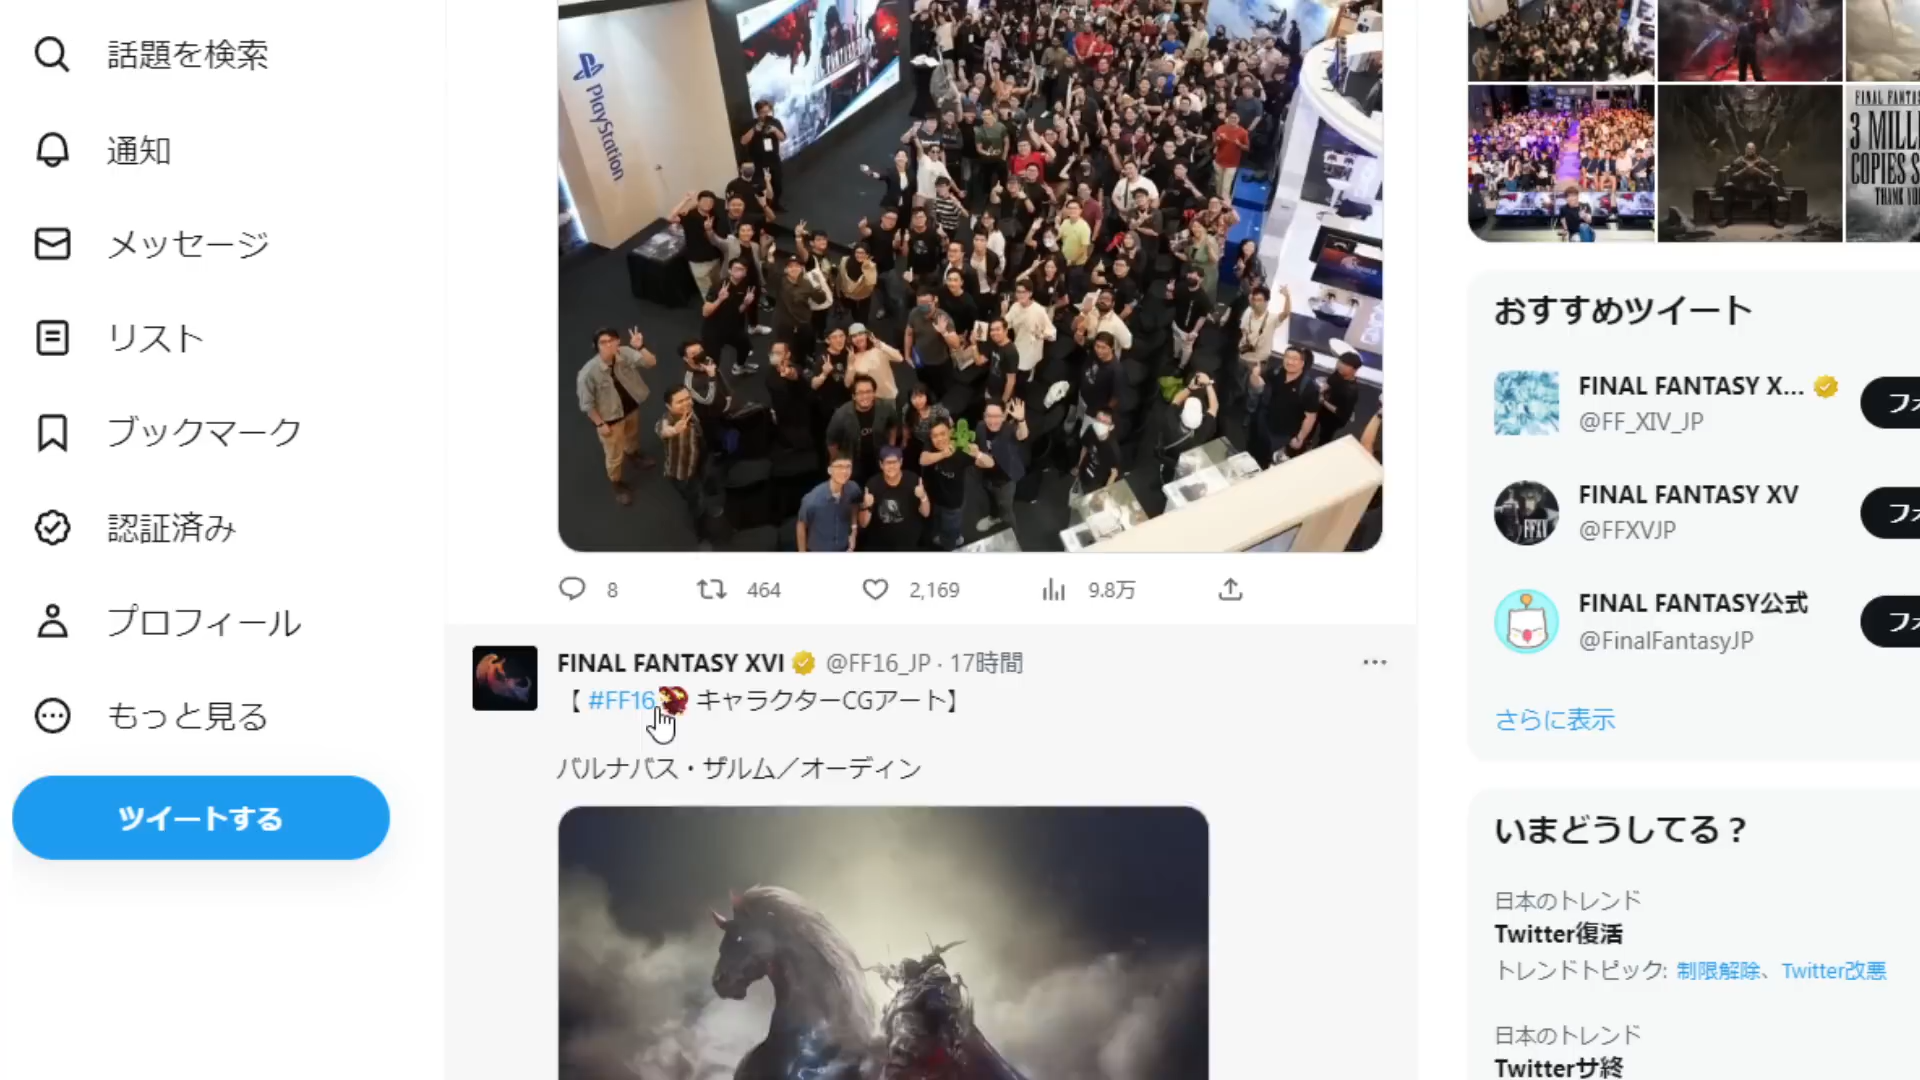 話題を検索
通知
メッセージ
リスト
ブックマーク
認証済み
プロフィール
もっと見る
ツイートする
PlayStation
8 464 2,169 9.8万
FINAL FANTASY XVI @FF16_JP · 17時間
【 #FF16 キャラクターCGアート】
バルナバス・ザルム／オーディン
3 MILL
COPIES S
THANK YOU
おすすめツイート
FINAL FANTASY X...
@FF_XIV_JP
フォ
FINAL FANTASY XV
@FFXVJP
フォ
FINAL FANTASY公式
@FinalFantasyJP
フォ
さらに表示
いまどうしてる？
日本のトレンド
Twitter復活
トレンドトピック: 制限解除、Twitter改悪
日本のトレンド
Twitterサ終